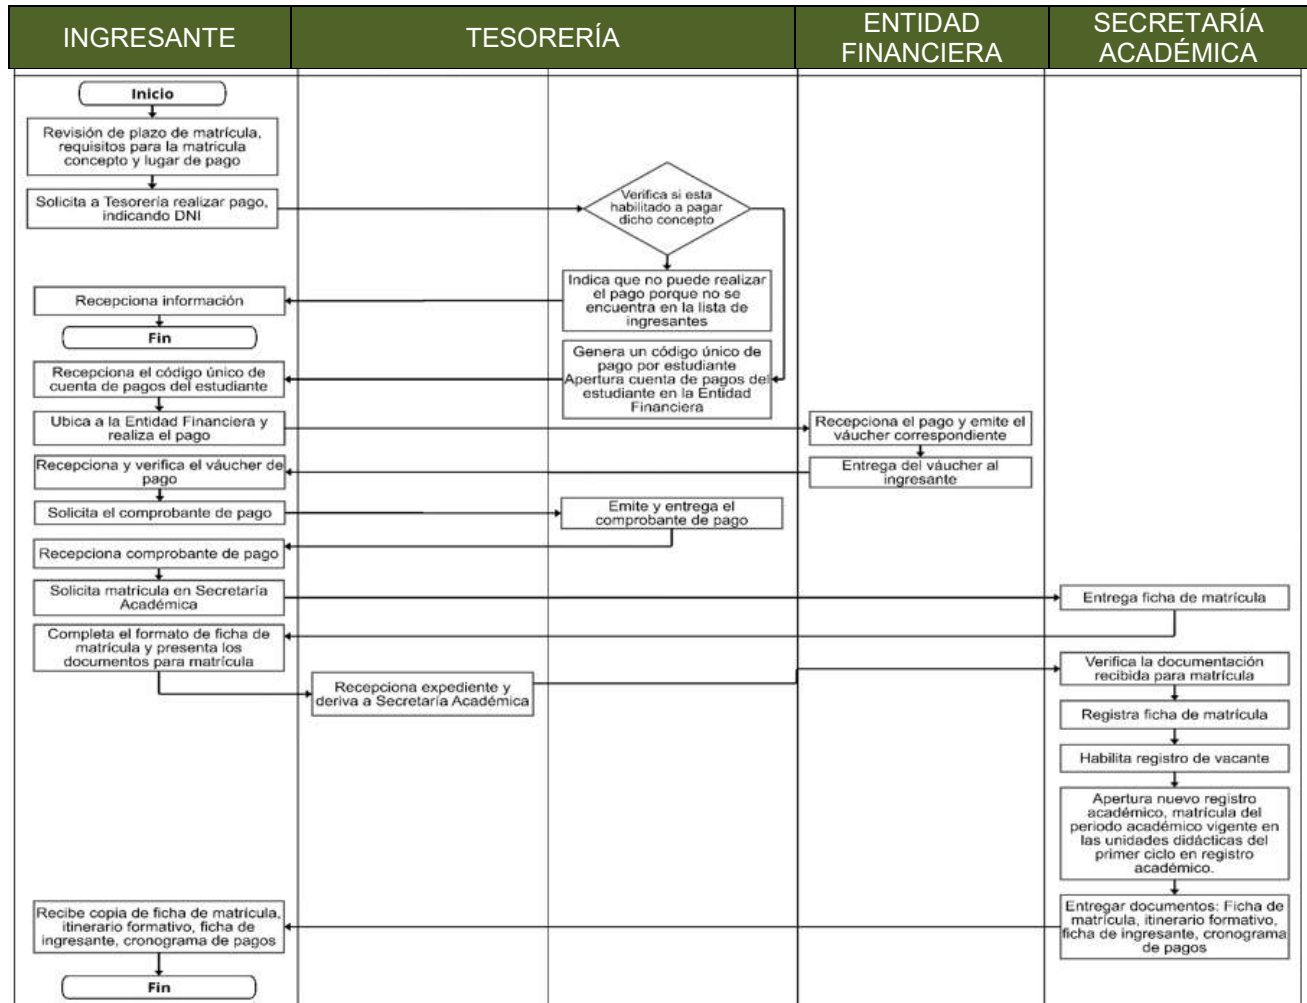 INGRESANTE
TESORERÍA
ENTIDAD
FINANCIERA
SECRETARÍA
ACADÉMICA
Inicio
Revisión de plazo de matrícula,
requisitos para la matrícula
concepto y lugar de pago
Solicita a Tesorería realizar pago,
indicando DNI
Verifica si esta
habilitado a pagar
dicho concepto
Indica que no puede realizar
el pago porque no se
encuentra en la lista de
ingresantes
Recepciona información
Fin
Genera un código único de
pago por estudiante
Apertura cuenta de pagos del
estudiante en la Entidad
Financiera
Recepciona el código único de
cuenta de pagos del estudiante
Ubica a la Entidad Financiera y
realiza el pago
Recepciona el pago y emite el
váucher correspondiente
Entrega del váucher al
ingresante
Recepciona y verifica el váucher de
pago
Solicita el comprobante de pago
Emite y entrega el
comprobante de pago
Recepciona comprobante de pago
Solicita matrícula en Secretaría
Académica
Entrega ficha de matrícula
Completa el formato de ficha de
matrícula y presenta los
documentos para matrícula
Recepciona expediente y
deriva a Secretaría Académica
Verifica la documentación
recibida para matrícula
Registra ficha de matrícula
Habilita registro de vacante
Apertura nuevo registro
académico, matrícula del
periodo académico vigente en
las unidades didácticas del
primer ciclo en registro
académico.
Entregar documentos: Ficha de
matrícula, itinerario formativo,
ficha de ingresante, cronograma
de pagos
Recibe copia de ficha de matrícula,
itinerario formativo, ficha de
ingresante, cronograma de pagos
Fin